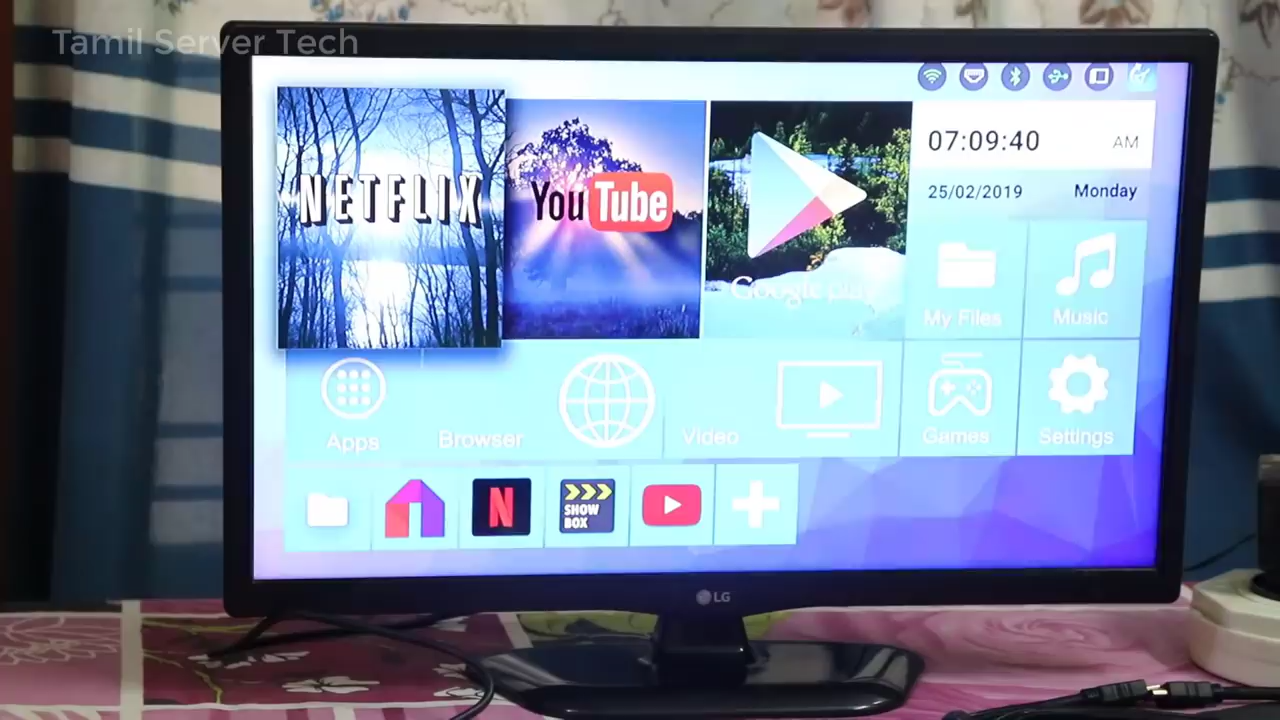 Tamil Server Tech
NETFLIX
YouTube
Google play
07:09:40 AM
25/02/2019 Monday
My Files
Music
Apps
Browser
Video
Games
Settings
N
SHOW
BOX
LG